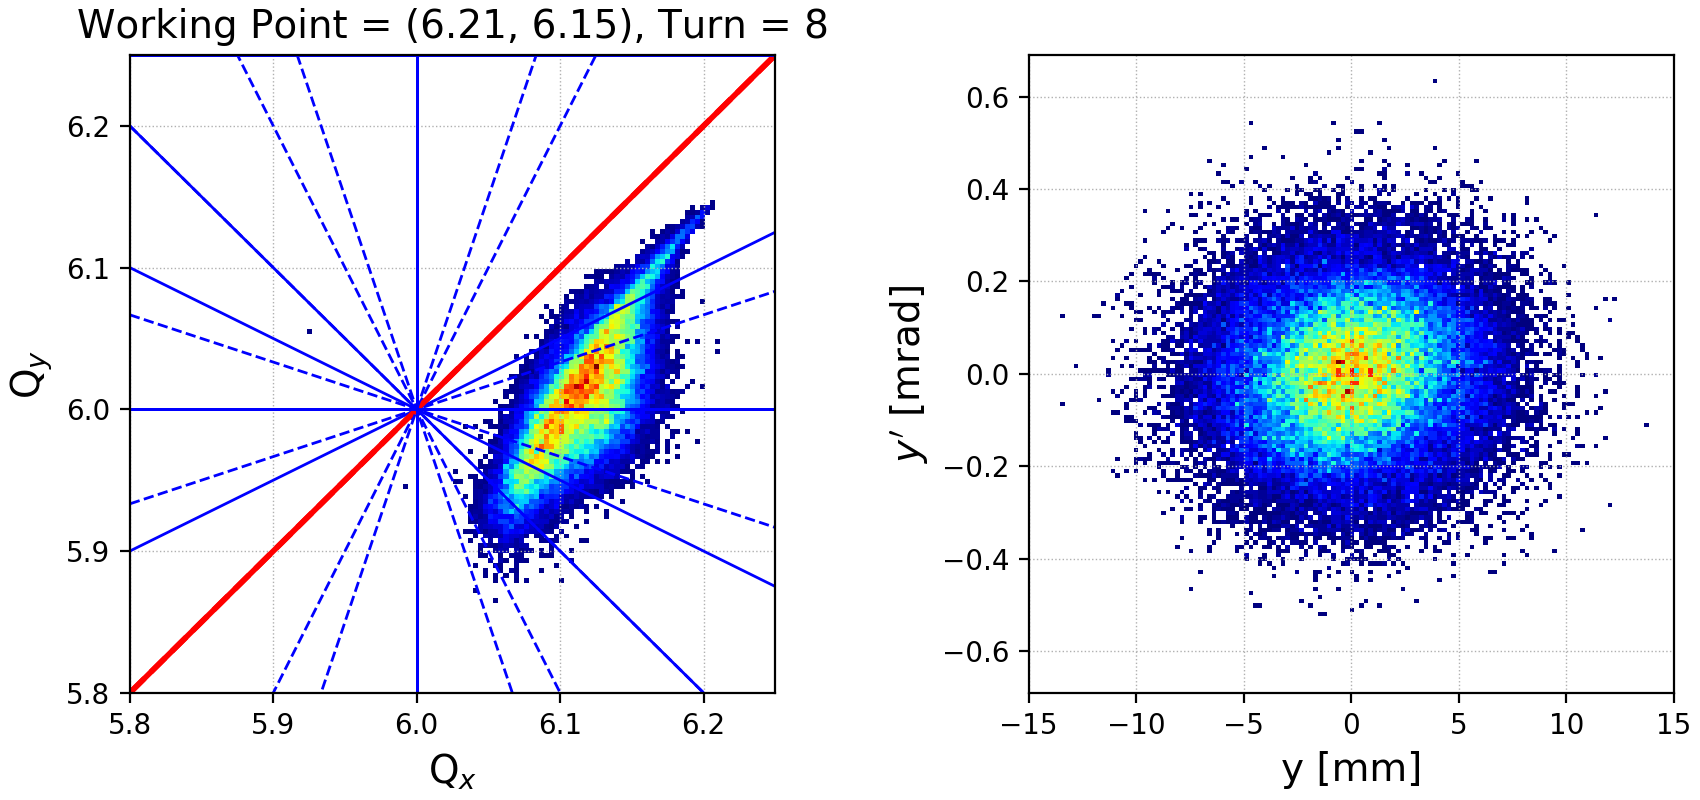 Working Point = (6.21, 6.15), Turn = 8
6.2
6.1
6.0
5.9
5.8
Q_y
5.8 5.9 6.0 6.1 6.2
Q_x
0.6
0.4
0.2
0.0
−0.2
−0.4
−0.6
y′ [mrad]
−15 −10 −5 0 5 10 15
y [mm]